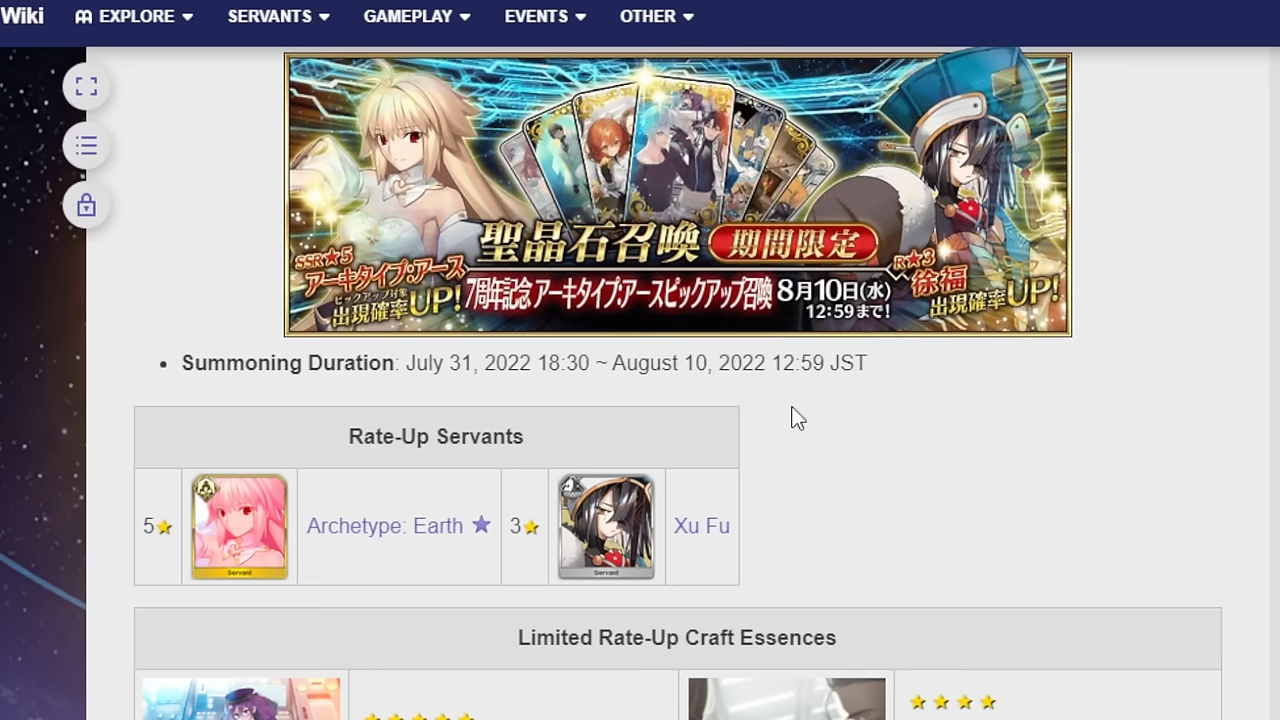 Wiki EXPLORE SERVANTS GAMEPLAY EVENTS OTHER
聖晶石召喚 期間限定
SSR★5
アーキタイプ:アース
ピックアップ対象
出現確率UP!
7周年記念 アーキタイプ:アースピックアップ召喚
8月10日(水)
12:59まで!
R★3
徐福
出現確率UP!
Summoning Duration: July 31, 2022 18:30 ~ August 10, 2022 12:59 JST
Rate-Up Servants
5 Servant Archetype: Earth 3 Servant Xu Fu
Limited Rate-Up Craft Essences